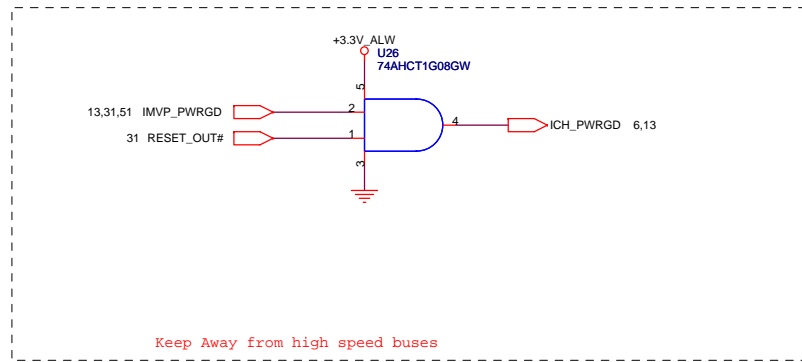 +3.3V_ALW
U26
74AHCT1G08GW
5
13,31,51 IMVP_PWRGD 2
4 ICH_PWRGD 6,13
31 RESET_OUT# 1
3
Keep Away from high speed buses